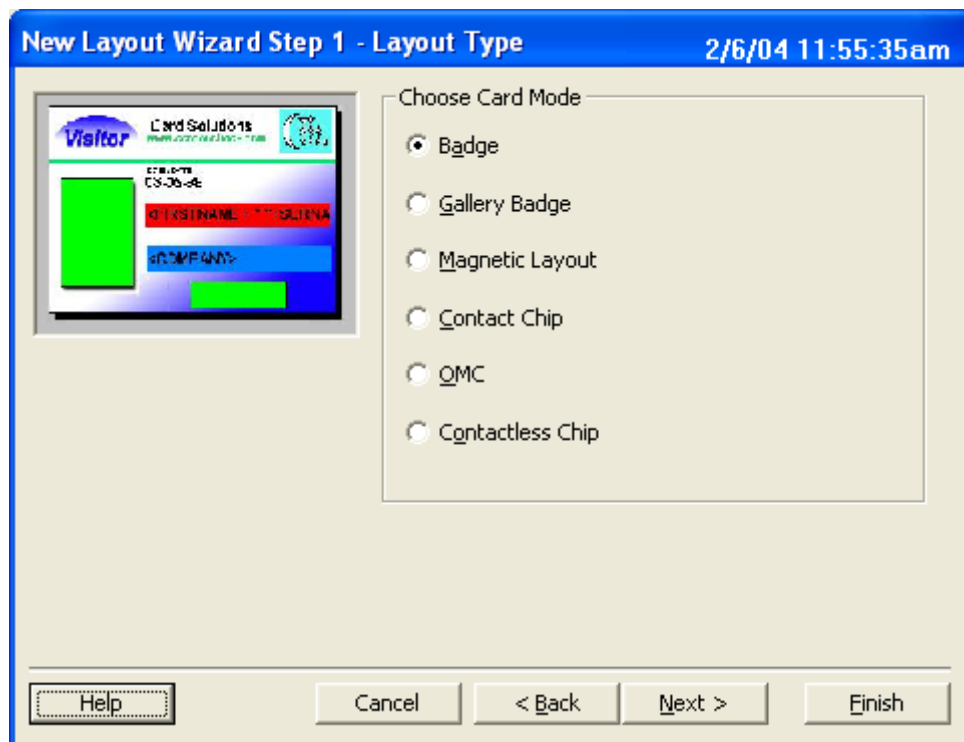 New Layout Wizard Step 1 - Layout Type
2/6/04 11:55:35am
Visitor
Card Solutions
<COMPANY>
Choose Card Mode
Badge
Gallery Badge
Magnetic Layout
Contact Chip
OMC
Contactless Chip
Help
Cancel
< Back
Next >
Finish